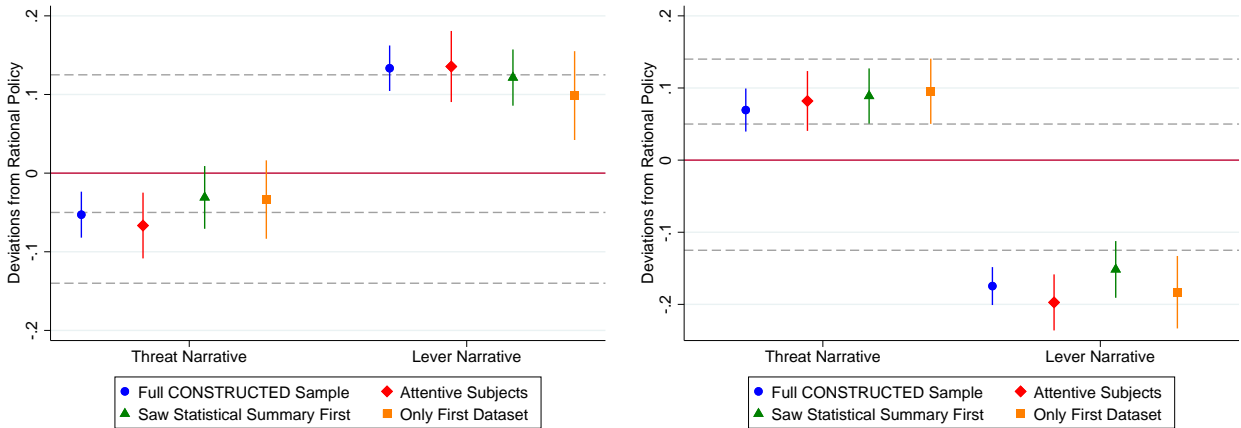 Deviations from Rational Policy
.2
.1
0
-.1
-.2
Threat Narrative
Lever Narrative
Full CONSTRUCTED Sample
Attentive Subjects
Saw Statistical Summary First
Only First Dataset
Deviations from Rational Policy
.2
.1
0
-.1
-.2
Threat Narrative
Lever Narrative
Full CONSTRUCTED Sample
Attentive Subjects
Saw Statistical Summary First
Only First Dataset